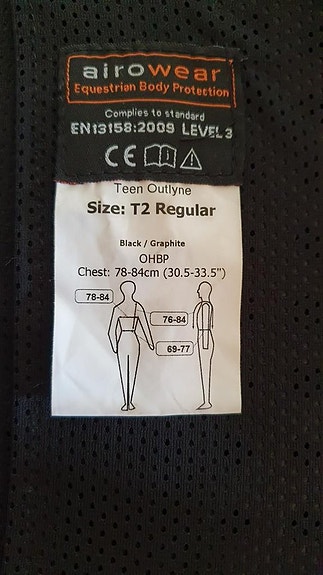 airowear
Equestrian Body Protection
Complies to standard
EN13158:2009 LEVEL 3
CE
Teen Outlyne
Size: T2 Regular
Black / Graphite
OHBP
Chest: 78-84cm (30.5-33.5")
78-84
76-84
69-77